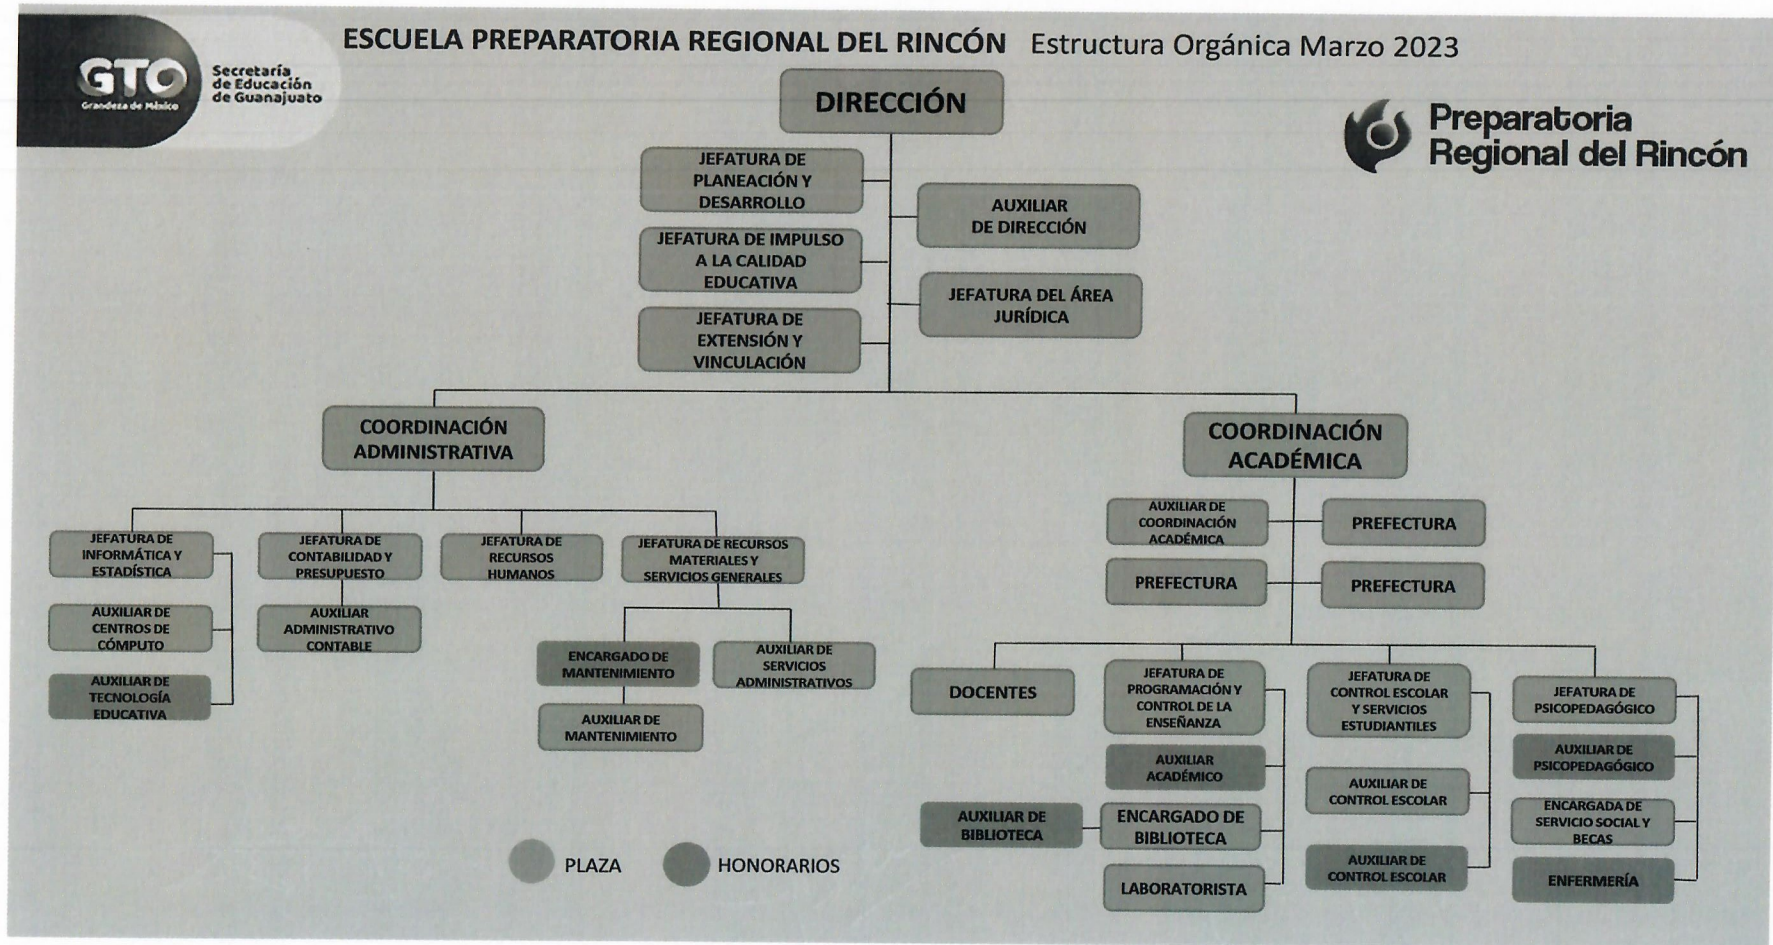 ESCUELA PREPARATORIA REGIONAL DEL RINCÓN Estructura Orgánica Marzo 2023
GTO
Grandeza de México
Secretaría
de Educación
de Guanajuato
Preparatoria
Regional del Rincón
DIRECCIÓN
JEFATURA DE
PLANEACIÓN Y
DESARROLLO
AUXILIAR
DE DIRECCIÓN
JEFATURA DE IMPULSO
A LA CALIDAD
EDUCATIVA
JEFATURA DEL ÁREA
JURÍDICA
JEFATURA DE
EXTENSIÓN Y
VINCULACIÓN
COORDINACIÓN
ADMINISTRATIVA
COORDINACIÓN
ACADÉMICA
AUXILIAR DE
COORDINACIÓN
ACADÉMICA
PREFECTURA
PREFECTURA
PREFECTURA
JEFATURA DE
INFORMÁTICA Y
ESTADÍSTICA
JEFATURA DE
CONTABILIDAD Y
PRESUPUESTO
JEFATURA DE
RECURSOS
HUMANOS
JEFATURA DE RECURSOS
MATERIALES Y
SERVICIOS GENERALES
AUXILIAR DE
CENTROS DE
CÓMPUTO
AUXILIAR
ADMINISTRATIVO
CONTABLE
AUXILIAR DE
TECNOLOGÍA
EDUCATIVA
ENCARGADO DE
MANTENIMIENTO
AUXILIAR DE
SERVICIOS
ADMINISTRATIVOS
AUXILIAR DE
MANTENIMIENTO
DOCENTES
JEFATURA DE
PROGRAMACIÓN Y
CONTROL DE LA
ENSEÑANZA
JEFATURA DE
CONTROL ESCOLAR
Y SERVICIOS
ESTUDIANTILES
JEFATURA DE
PSICOPEDAGÓGICO
AUXILIAR
ACADÉMICO
AUXILIAR DE
PSICOPEDAGÓGICO
AUXILIAR DE
CONTROL ESCOLAR
AUXILIAR DE
BIBLIOTECA
ENCARGADO DE
BIBLIOTECA
ENCARGADA DE
SERVICIO SOCIAL Y
BECAS
LABORATORISTA
AUXILIAR DE
CONTROL ESCOLAR
ENFERMERÍA
PLAZA
HONORARIOS